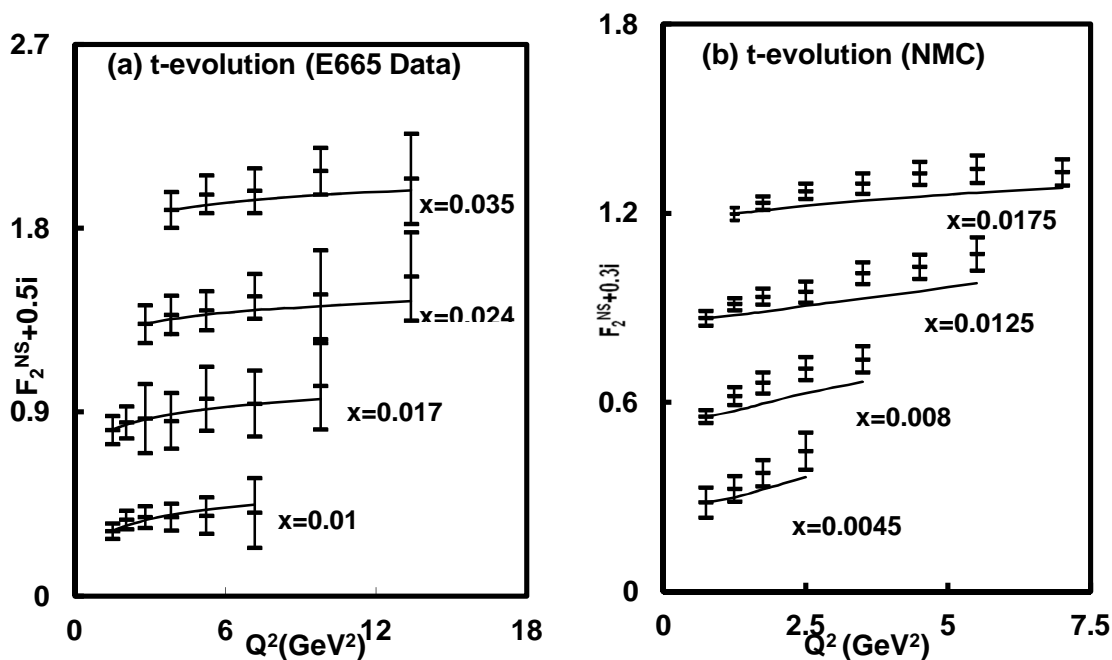 (a) t-evolution (E665 Data)
2.7
1.8
0.9
0
F₂ᴺˢ+0.5i
x=0.035
x=0.024
x=0.017
x=0.01
0 6 12 18
Q²(GeV²)
(b) t-evolution (NMC)
1.8
1.2
0.6
0
F₂ᴺˢ+0.3i
x=0.0175
x=0.0125
x=0.008
x=0.0045
0 2.5 5 7.5
Q² (GeV²)